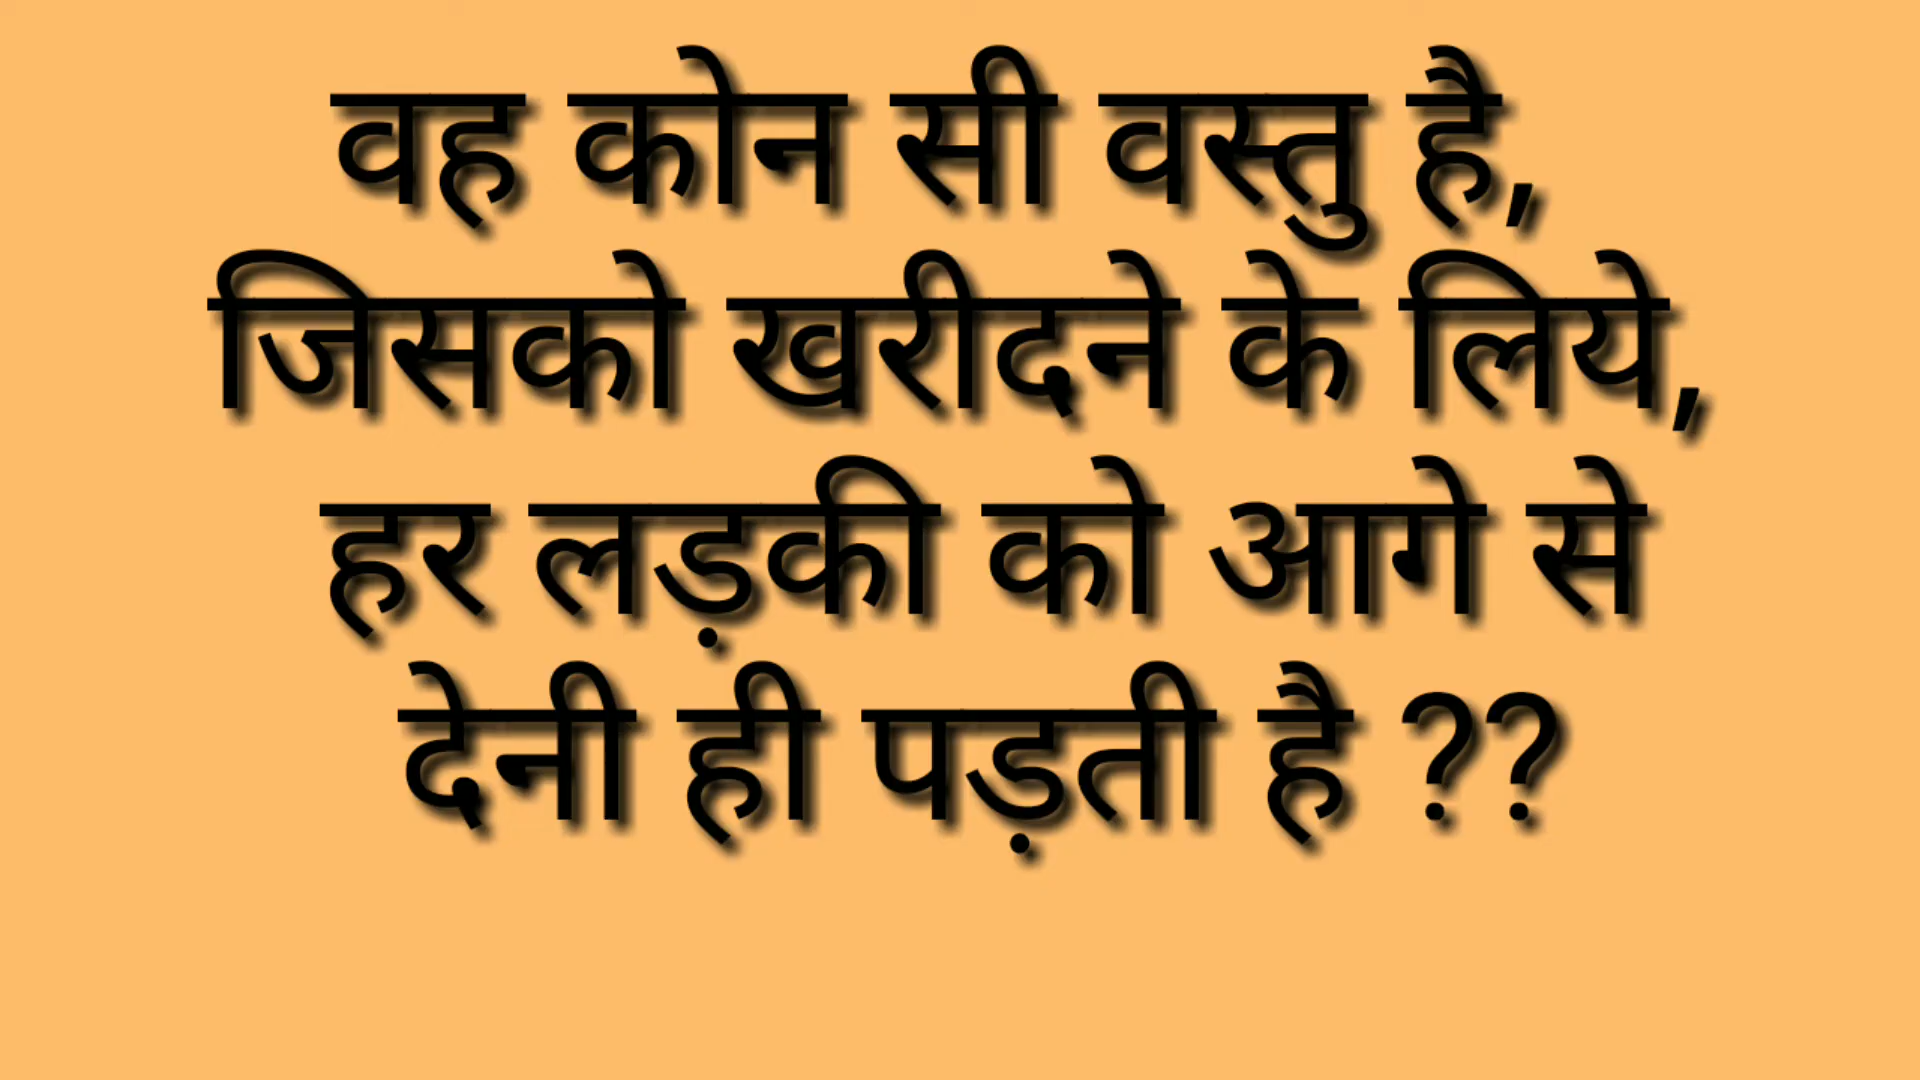 वह कोन सी वस्तु है,
जिसको खरीदने के लिये,
हर लड़की को आगे से
देनी ही पड़ती है ??